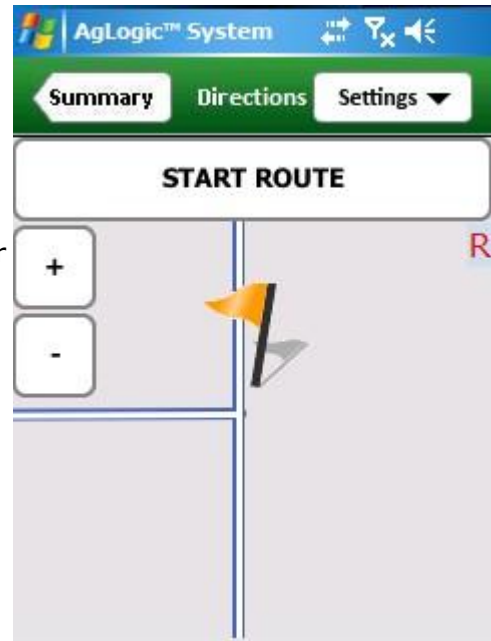 AgLogic™ System
Summary Directions Settings
START ROUTE
R
r
+
-